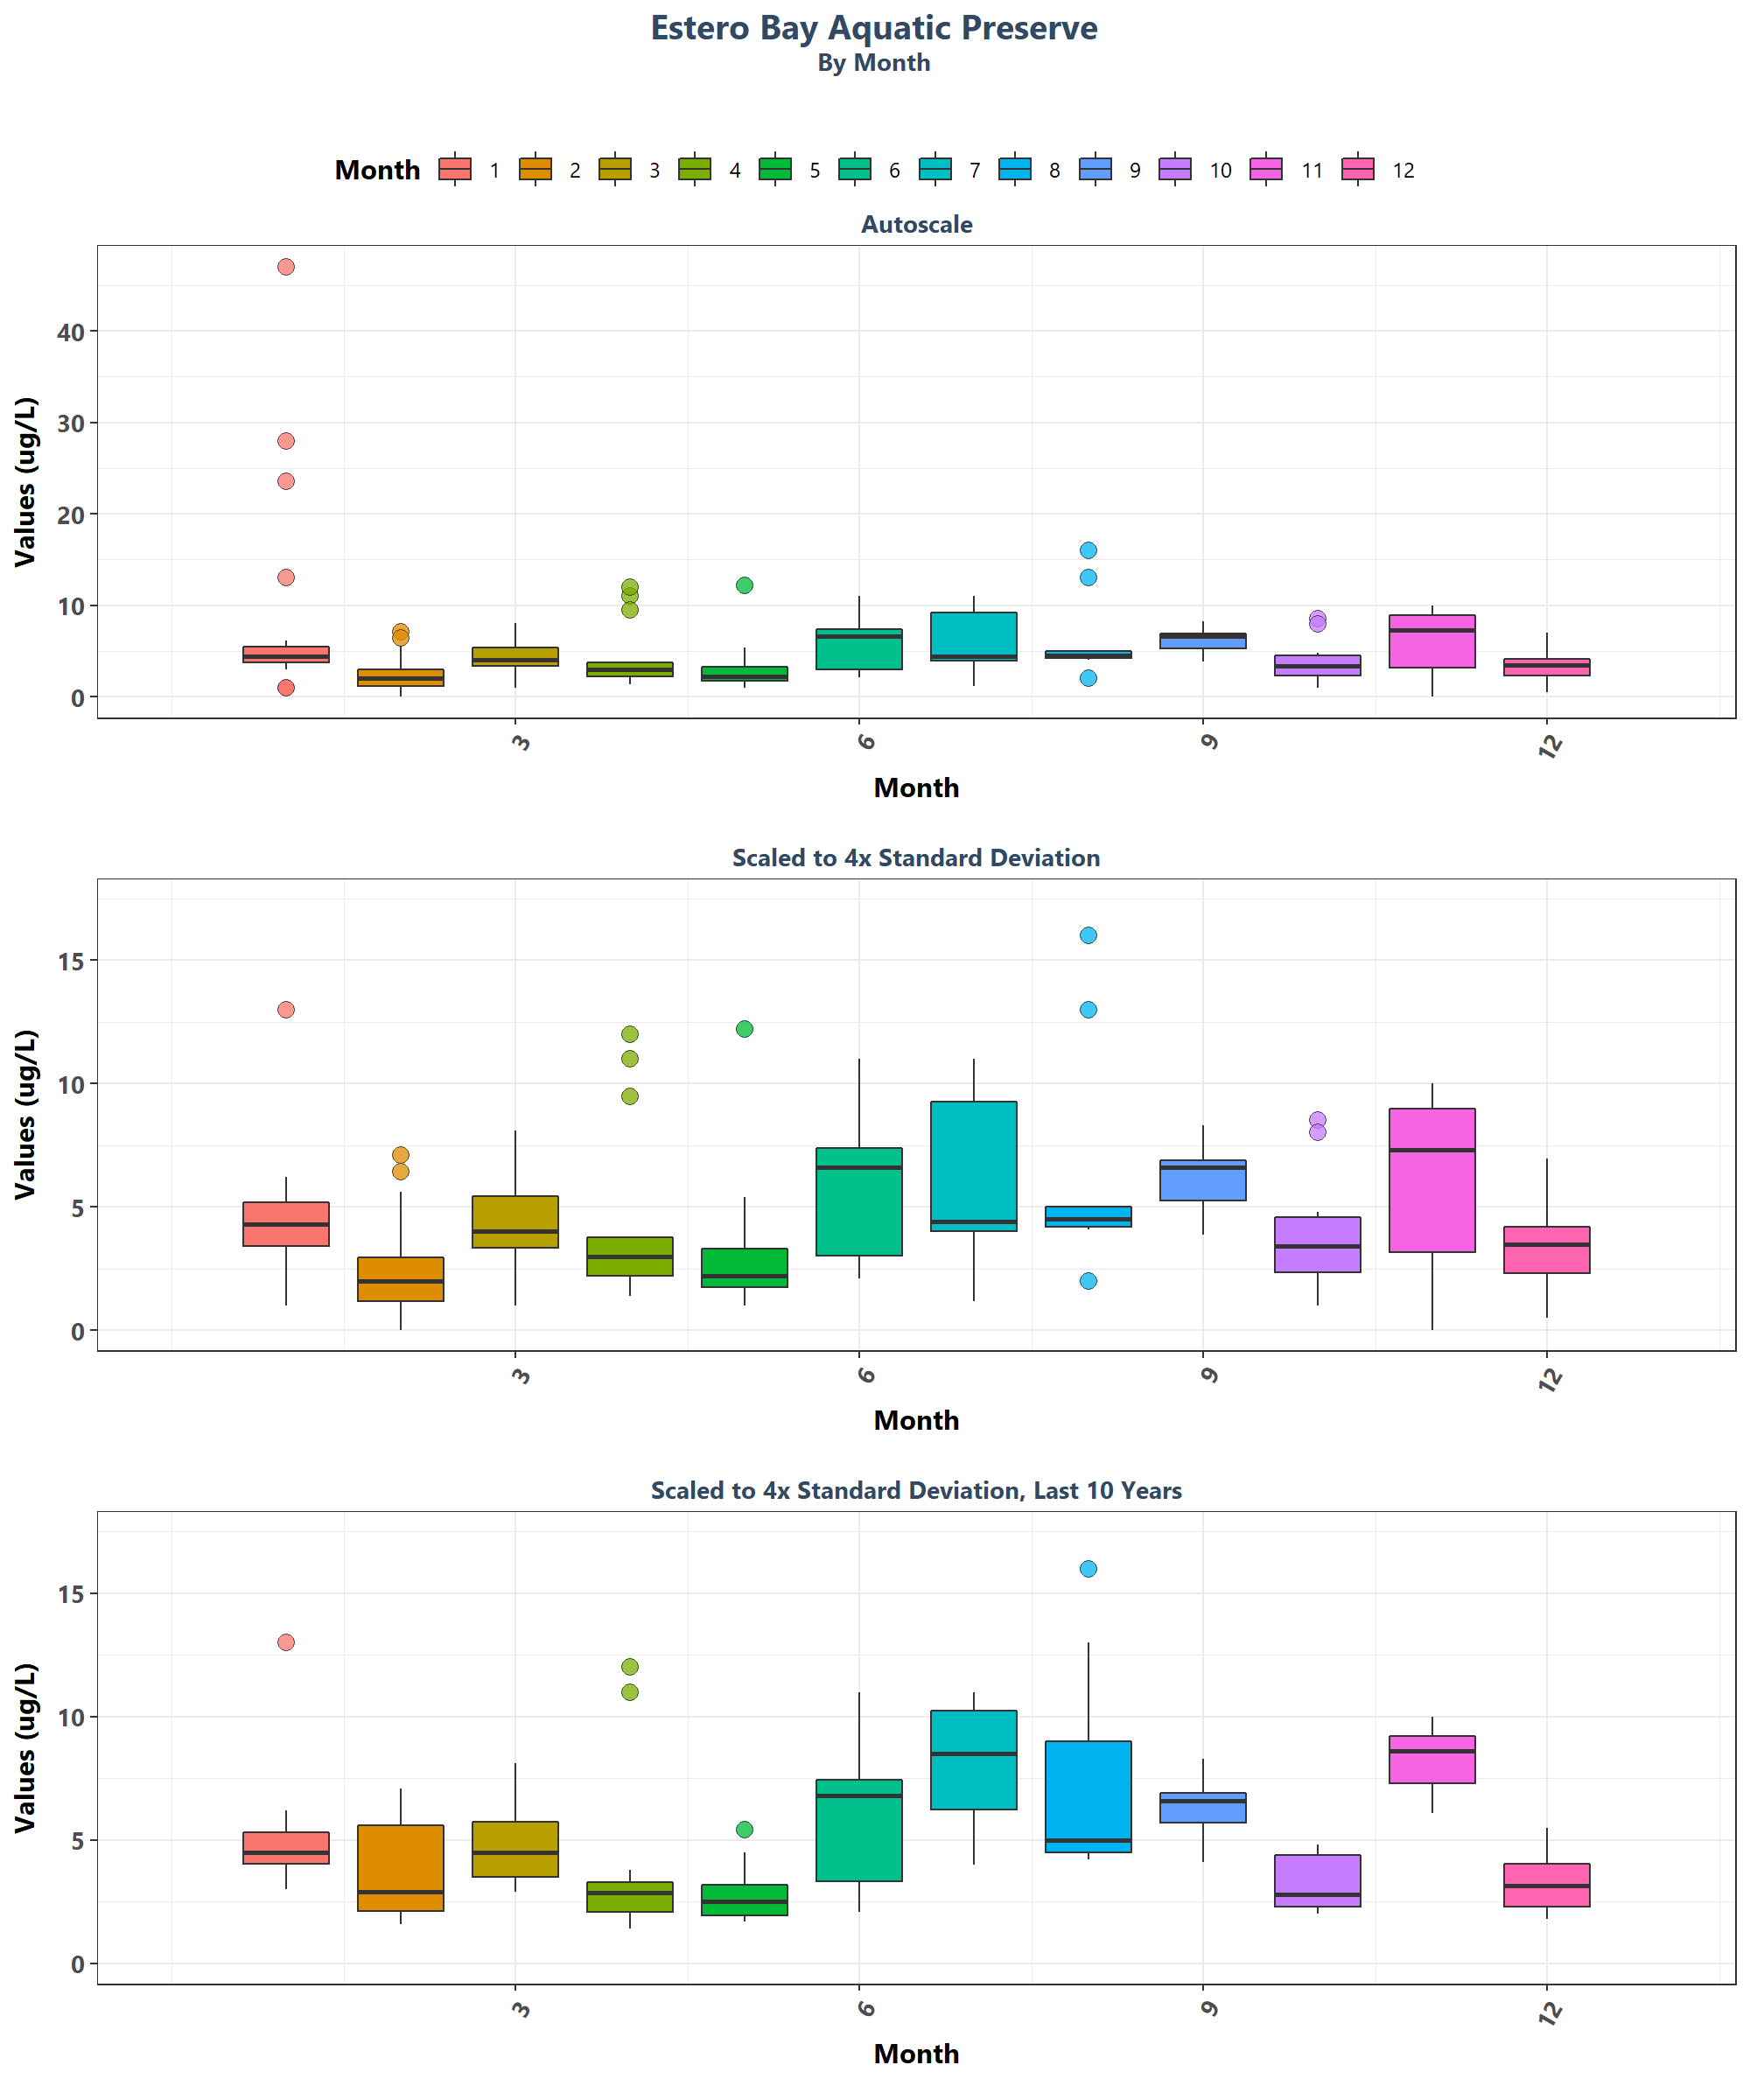 Estero Bay Aquatic Preserve
By Month
Month 1 2 3 4 5 6 7 8 9 10 11 12
Autoscale
Values (ug/L)
40
30
20
10
0
3 6 9 12
Month
Scaled to 4x Standard Deviation
Values (ug/L)
15
10
5
0
3 6 9 12
Month
Scaled to 4x Standard Deviation, Last 10 Years
Values (ug/L)
15
10
5
0
3 6 9 12
Month